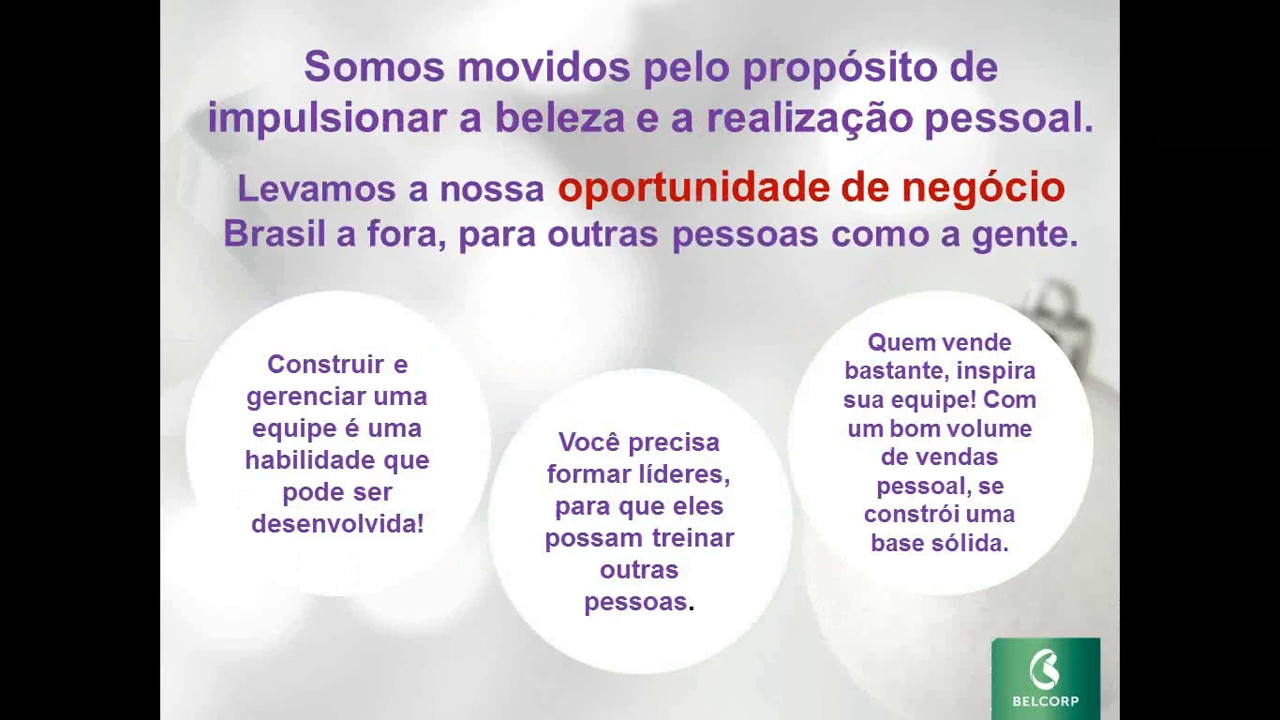 Somos movidos pelo propósito de
impulsionar a beleza e a realização pessoal.
Levamos a nossa oportunidade de negócio
Brasil a fora, para outras pessoas como a gente.
Construir e
gerenciar uma
equipe é uma
habilidade que
pode ser
desenvolvida!
Você precisa
formar líderes,
para que eles
possam treinar
outras
pessoas.
Quem vende
bastante, inspira
sua equipe! Com
um bom volume
de vendas
pessoal, se
constrói uma
base sólida.
BELCORP